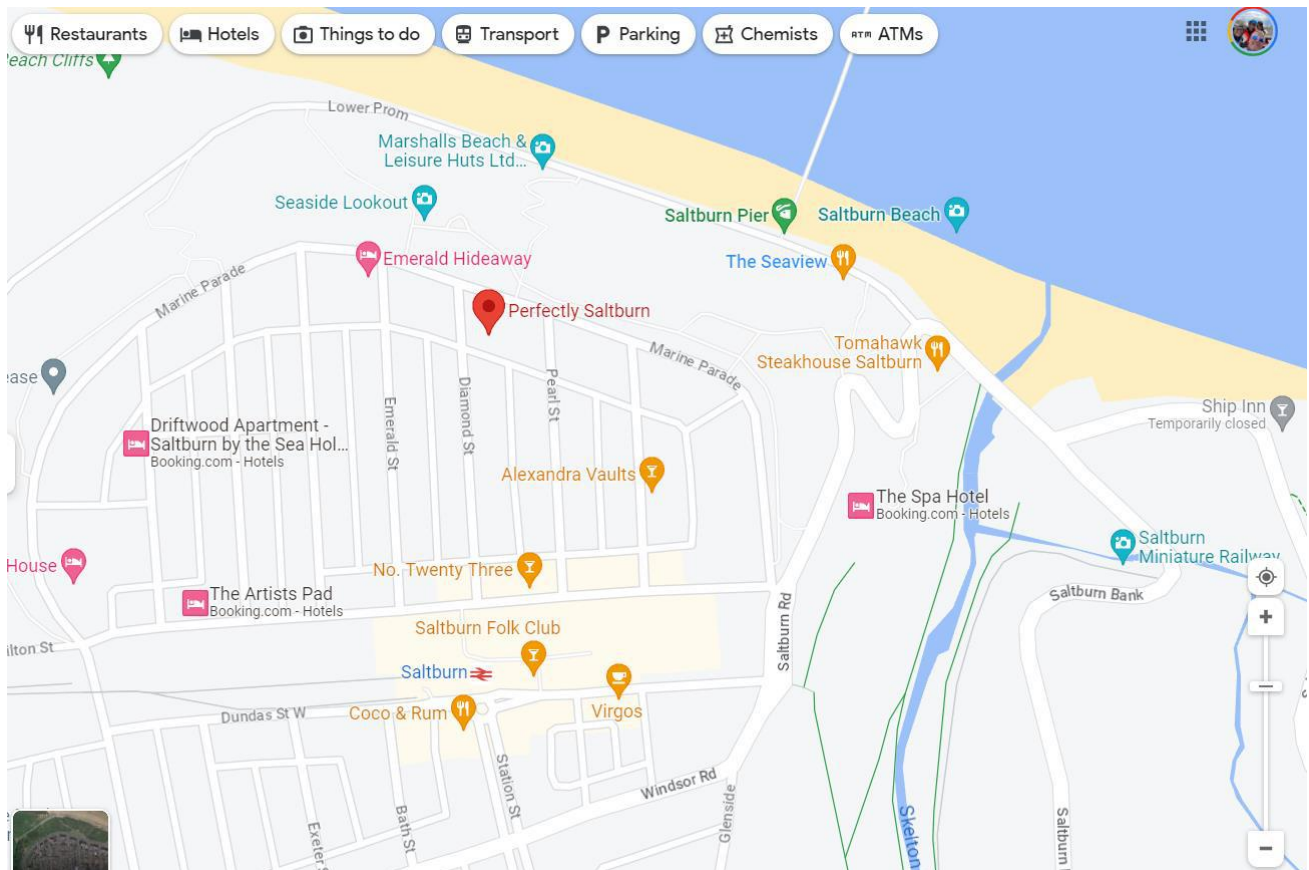 Restaurants
Hotels
Things to do
Transport
Parking
Chemists
ATM ATMs
each Cliffs
Lower Prom
Marshalls Beach &
Leisure Huts Ltd...
Seaside Lookout
Saltburn Pier
Saltburn Beach
The Seaview
Emerald Hideaway
Marine Parade
Perfectly Saltburn
Tomahawk
Steakhouse Saltburn
Marine Parade
ease
Pearl St
Diamond St
Emerald St
Ship Inn
Temporarily closed
Driftwood Apartment -
Saltburn by the Sea Hol...
Booking.com - Hotels
Alexandra Vaults
The Spa Hotel
Booking.com - Hotels
Saltburn
Miniature Railway
House
No. Twenty Three
The Artists Pad
Booking.com - Hotels
Saltburn Bank
Saltburn Rd
Saltburn Folk Club
ilton St
Saltburn
Dundas St W
Coco & Rum
Virgos
Station St
Windsor Rd
Glenside
Bath St
Exeter
Skelton
Saltburn